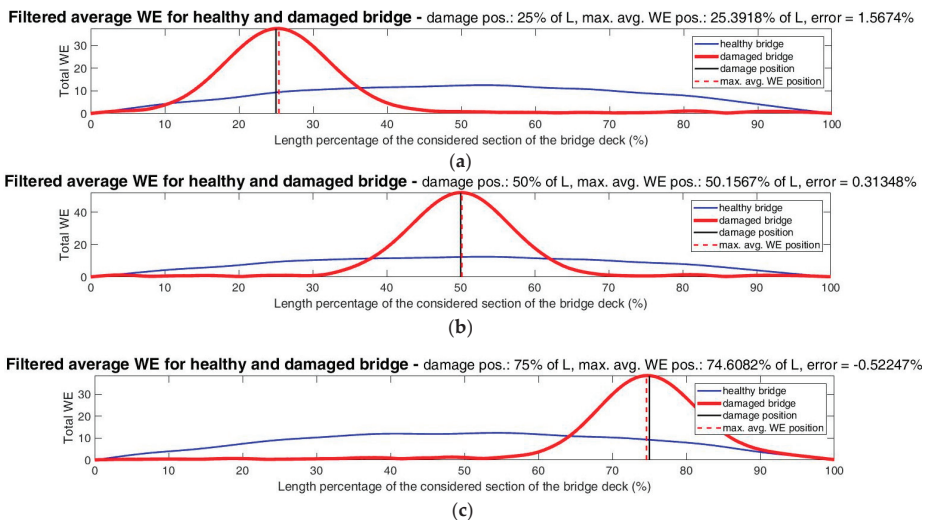 Filtered average WE for healthy and damaged bridge - damage pos.: 25% of L, max. avg. WE pos.: 25.3918% of L, error = 1.5674%
Total WE
30
20
10
0
healthy bridge
damaged bridge
damage position
max. avg. WE position
0 10 20 30 40 50 60 70 80 90 100
Length percentage of the considered section of the bridge deck (%)
(a)
Filtered average WE for healthy and damaged bridge - damage pos.: 50% of L, max. avg. WE pos.: 50.1567% of L, error = 0.31348%
Total WE
40
20
0
healthy bridge
damaged bridge
damage position
max. avg. WE position
0 10 20 30 40 50 60 70 80 90 100
Length percentage of the considered section of the bridge deck (%)
(b)
Filtered average WE for healthy and damaged bridge - damage pos.: 75% of L, max. avg. WE pos.: 74.6082% of L, error = -0.52247%
Total WE
30
20
10
0
healthy bridge
damaged bridge
damage position
max. avg. WE position
0 10 20 30 40 50 60 70 80 90 100
Length percentage of the considered section of the bridge deck (%)
(c)